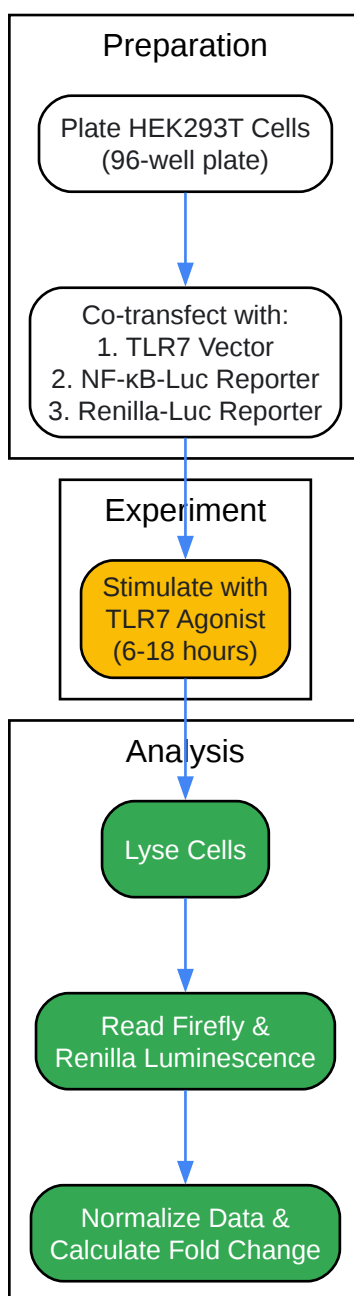 Preparation
Plate HEK293T Cells
(96-well plate)
Co-transfect with:
1. TLR7 Vector
2. NF-κB-Luc Reporter
3. Renilla-Luc Reporter
Experiment
Stimulate with
TLR7 Agonist
(6-18 hours)
Analysis
Lyse Cells
Read Firefly &
Renilla Luminescence
Normalize Data &
Calculate Fold Change